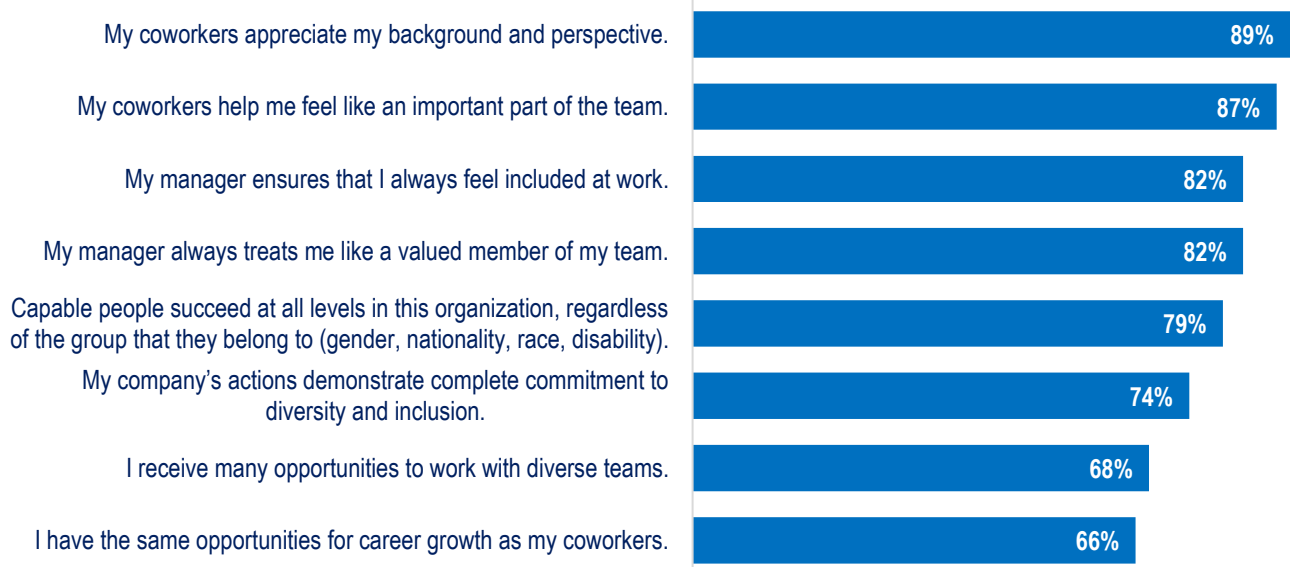 My coworkers appreciate my background and perspective.
89%
My coworkers help me feel like an important part of the team.
87%
My manager ensures that I always feel included at work.
82%
My manager always treats me like a valued member of my team.
82%
Capable people succeed at all levels in this organization, regardless
of the group that they belong to (gender, nationality, race, disability).
79%
My company’s actions demonstrate complete commitment to
diversity and inclusion.
74%
I receive many opportunities to work with diverse teams.
68%
I have the same opportunities for career growth as my coworkers.
66%